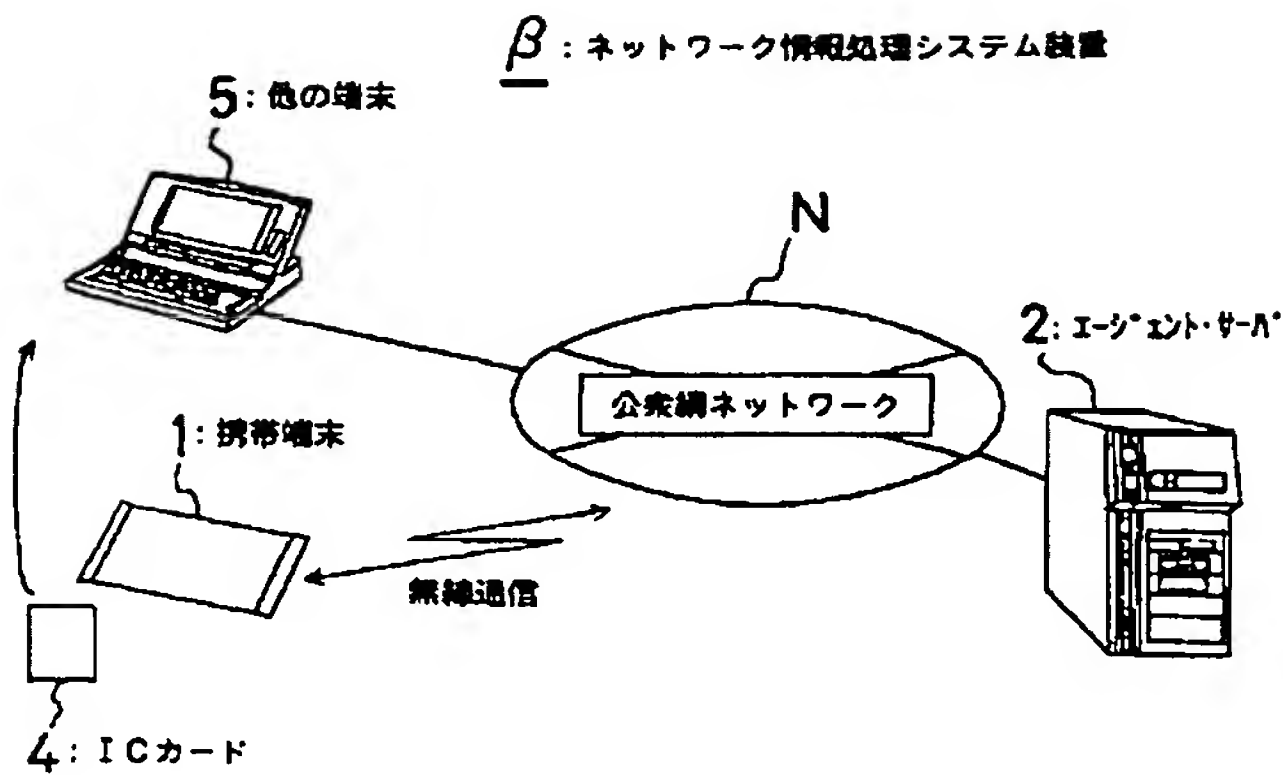 β:ネットワーク情報処理システム装置
5:他の端末
N
2:エージェント・サーバ
公衆網ネットワーク
1:携帯端末
無線通信
4:ICカード